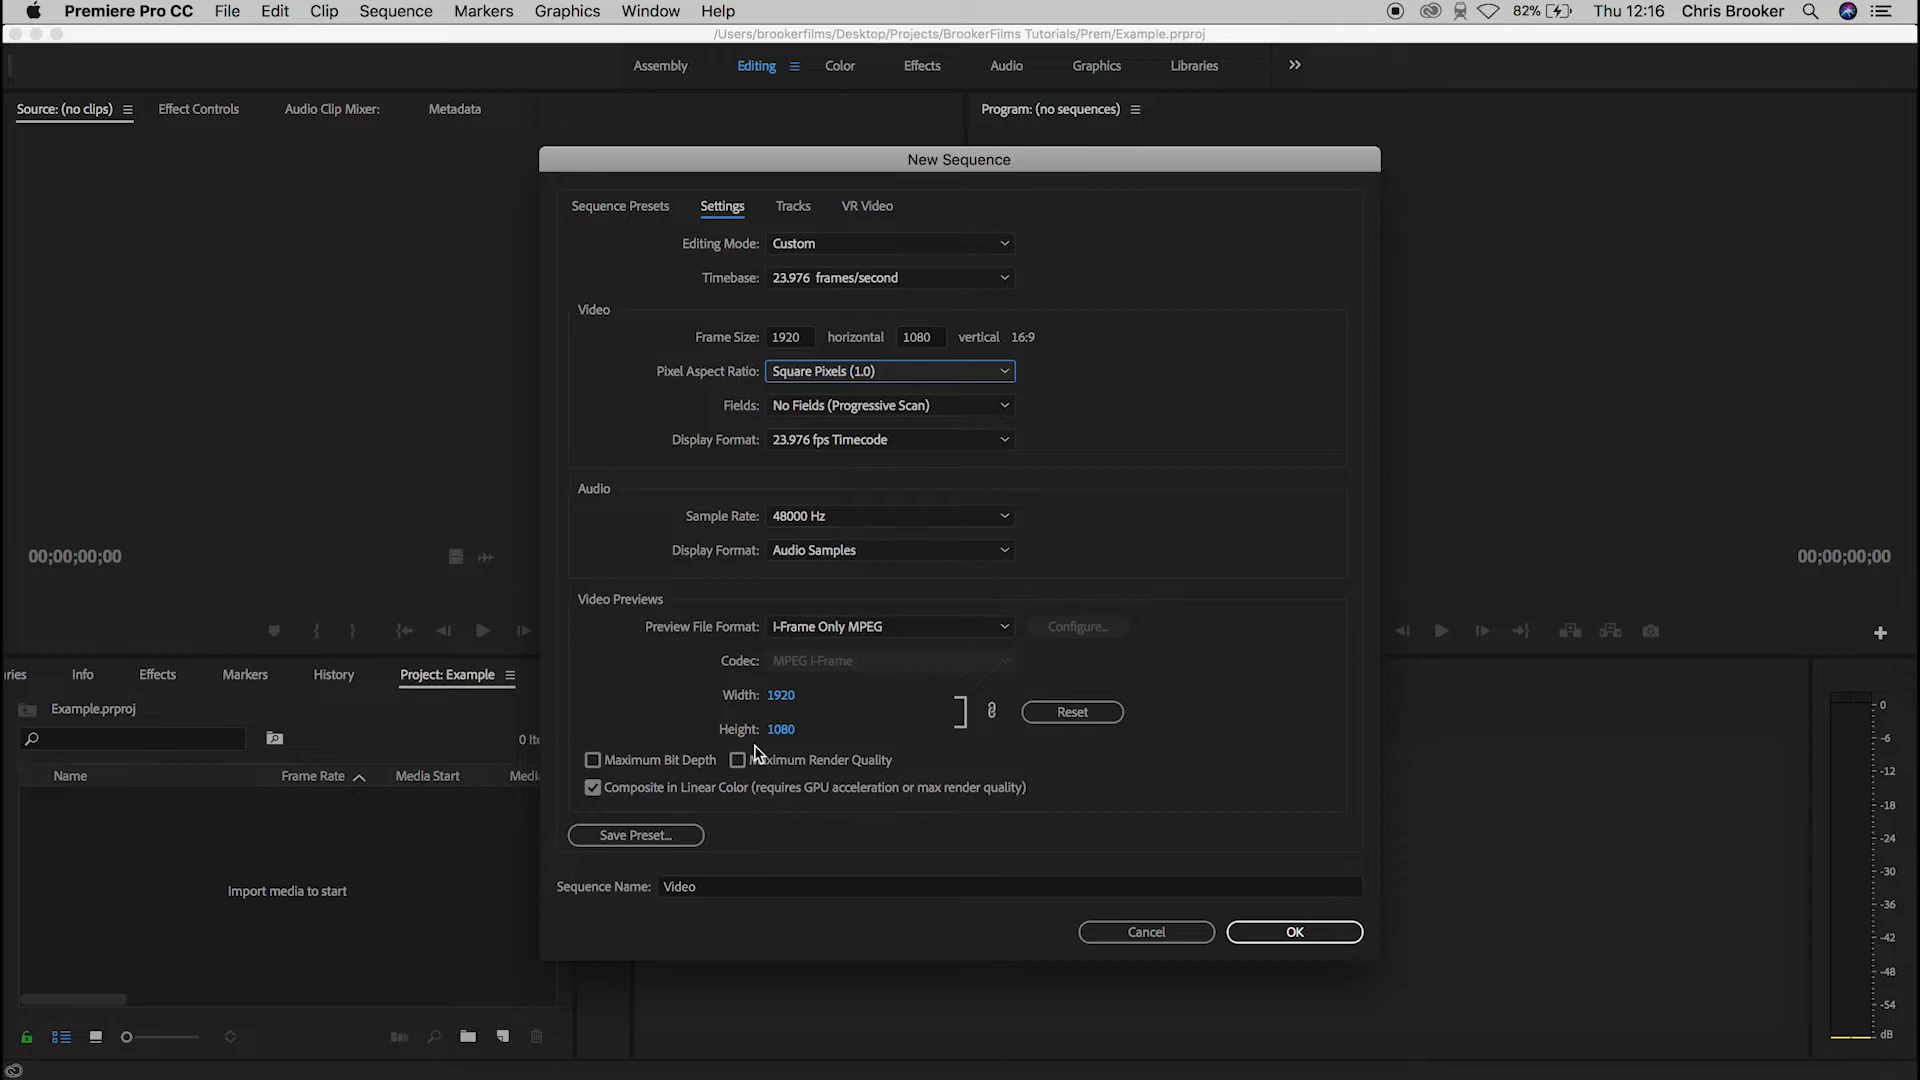 Premiere Pro CC File Edit Clip Sequence Markers Graphics Window Help 82% Thu 12:16 Chris Brooker
/Users/brookerfilms/Desktop/Projects/BrookerFilms Tutorials/Prem/Example.prproj
Assembly Editing Color Effects Audio Graphics Libraries
Source: (no clips) Effect Controls Audio Clip Mixer: Metadata Program: (no sequences)
New Sequence
Sequence Presets Settings Tracks VR Video
Editing Mode: Custom
Timebase: 23.976 frames/second
Video
Frame Size: 1920 horizontal 1080 vertical 16:9
Pixel Aspect Ratio: Square Pixels (1.0)
Fields: No Fields (Progressive Scan)
Display Format: 23.976 fps Timecode
Audio
Sample Rate: 48000 Hz
Display Format: Audio Samples
00;00;00;00 00;00;00;00
Video Previews
Preview File Format: I-Frame Only MPEG Configure...
Codec: MPEG I-Frame
Width: 1920
Reset
Height: 1080
Maximum Bit Depth Maximum Render Quality
Composite in Linear Color (requires GPU acceleration or max render quality)
Save Preset...
Sequence Name: Video
Cancel OK
ries Info Effects Markers History Project: Example
Example.prproj
0 Ite
Name Frame Rate Media Start Medi
Import media to start
0
-6
-12
-18
-24
-30
-36
-42
-48
-54
dB